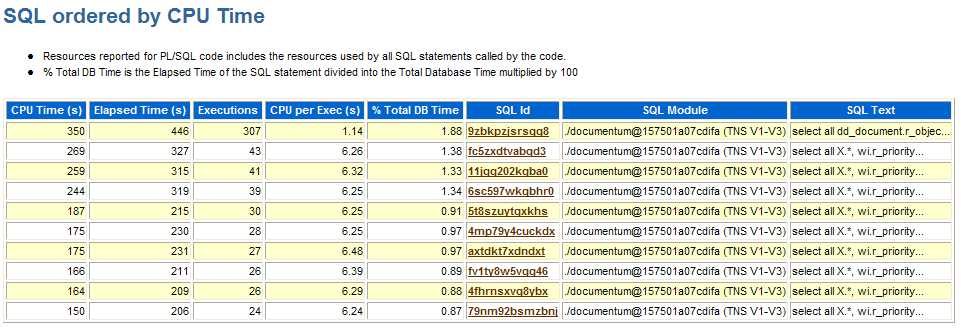 SQL ordered by CPU Time
Resources reported for PL/SQL code includes the resources used by all SQL statements called by the code.
% Total DB Time is the Elapsed Time of the SQL statement divided into the Total Database Time multiplied by 100
CPU Time (s) Elapsed Time (s) Executions CPU per Exec (s) % Total DB Time SQL Id SQL Module SQL Text
350 446 307 1.14 1.88 9zbkpzjsrsqq8 ./documentum@157501a07cdifa (TNS V1-V3) select all dd_document.r_objec...
269 327 43 6.26 1.38 fc5zxdtvabqd3 ./documentum@157501a07cdifa (TNS V1-V3) select all X.*, wi.r_priority...
259 315 41 6.32 1.33 11jqq202kqba0 ./documentum@157501a07cdifa (TNS V1-V3) select all X.*, wi.r_priority...
244 319 39 6.25 1.34 6sc597wkqbhr0 ./documentum@157501a07cdifa (TNS V1-V3) select all X.*, wi.r_priority...
187 215 30 6.25 0.91 5t8szuytqxkhs ./documentum@157501a07cdifa (TNS V1-V3) select all X.*, wi.r_priority...
175 230 28 6.25 0.97 4mp79y4cuckdx ./documentum@157501a07cdifa (TNS V1-V3) select all X.*, wi.r_priority...
175 231 27 6.48 0.97 axtdkt7xdndxt ./documentum@157501a07cdifa (TNS V1-V3) select all X.*, wi.r_priority...
166 211 26 6.39 0.89 fv1ty8w5vqq46 ./documentum@157501a07cdifa (TNS V1-V3) select all X.*, wi.r_priority...
164 209 26 6.29 0.88 4fhrnsxvq8ybx ./documentum@157501a07cdifa (TNS V1-V3) select all X.*, wi.r_priority...
150 206 24 6.24 0.87 79nm92bsmzbnj ./documentum@157501a07cdifa (TNS V1-V3) select all X.*, wi.r_priority...